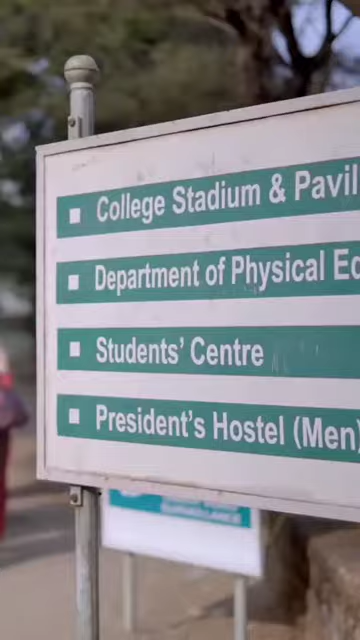 College Stadium & Pavil
Department of Physical Ed
Students' Centre
President's Hostel (Men)